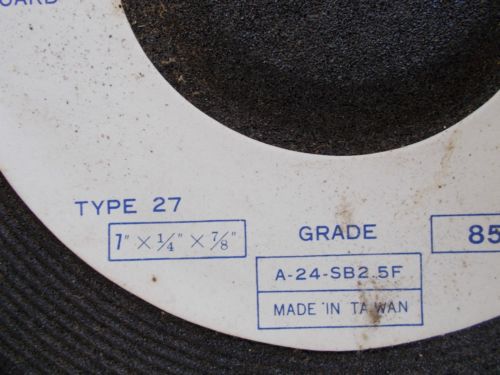 TYPE 27
7" × 1/4" × 7/8"
GRADE
A-24-SB2.5F
MADE IN TAIWAN
85